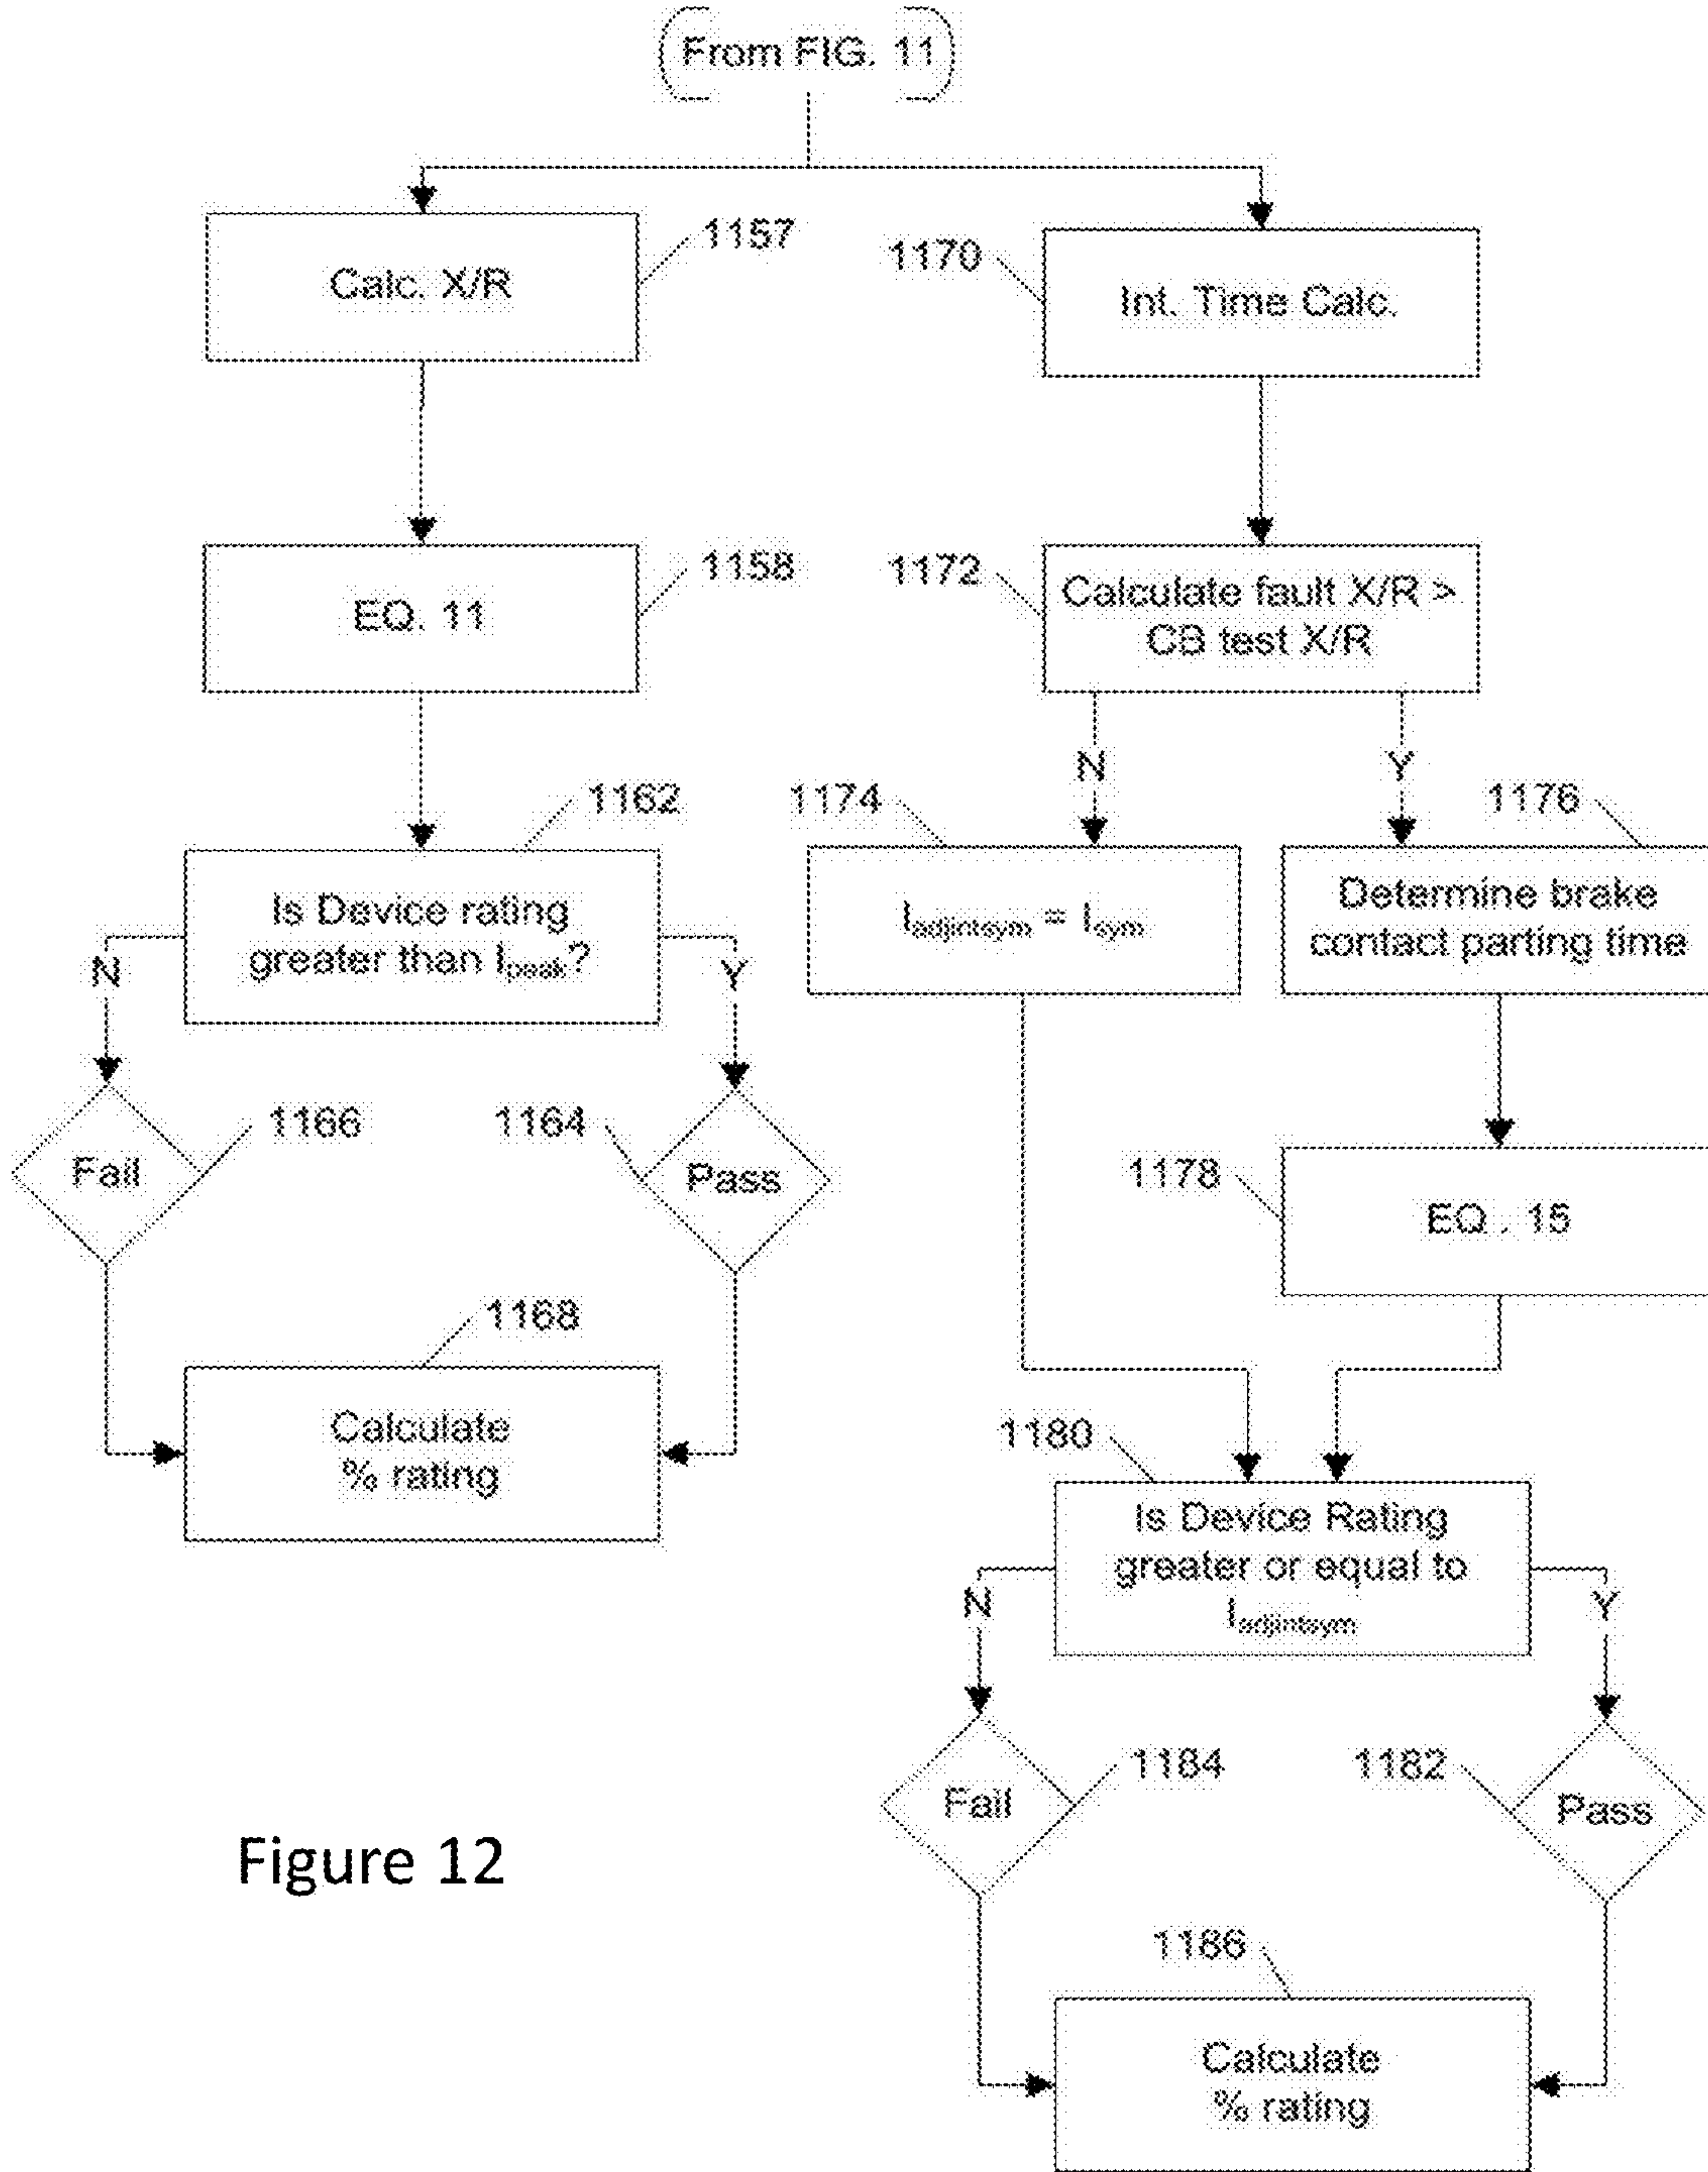 (From FIG. 11)
1157
Calc. X/R
1170
Int. Time Calc.
1158
EQ. 11
1172
Calculate fault X/R >
CB test X/R
N
Y
1162
Is Device rating
greater than Ipeak?
N
Y
1174
Iadjintsym = Isym
1176
Determine brake
contact parting time
1166
Fail
1164
Pass
1178
EQ . 15
1168
Calculate
% rating
1180
Is Device Rating
greater or equal to
Iadjintsym
N
Y
1184
Fail
1182
Pass
1186
Calculate
% rating
Figure 12